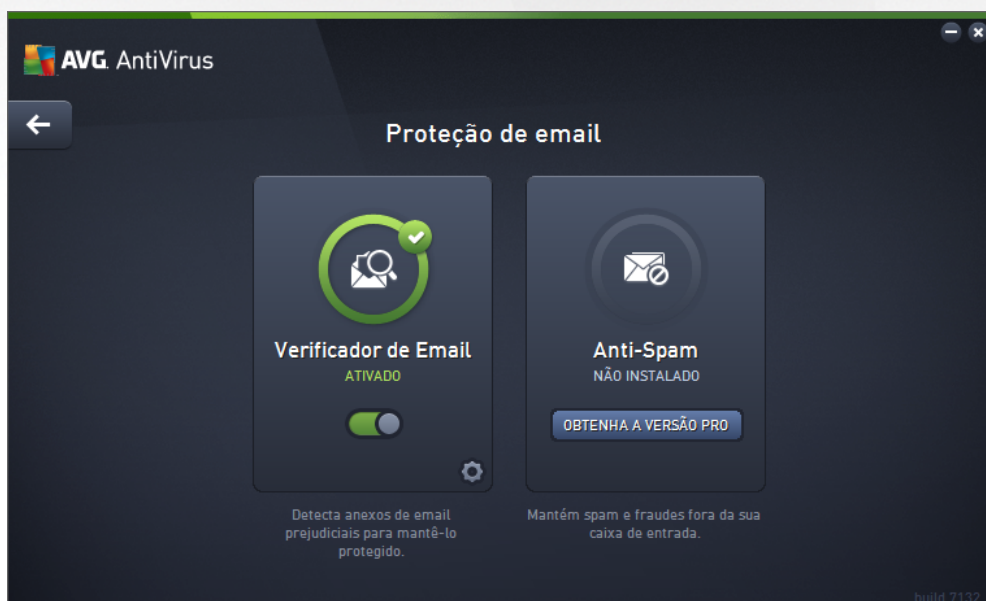 AVG. AntiVirus
Proteção de email
Verificador de Email
ATIVADO
Detecta anexos de email
prejudiciais para mantê-lo
protegido.
Anti-Spam
NÃO INSTALADO
OBTENHA A VERSÃO PRO
Mantém spam e fraudes fora da sua
caixa de entrada.
build 7132